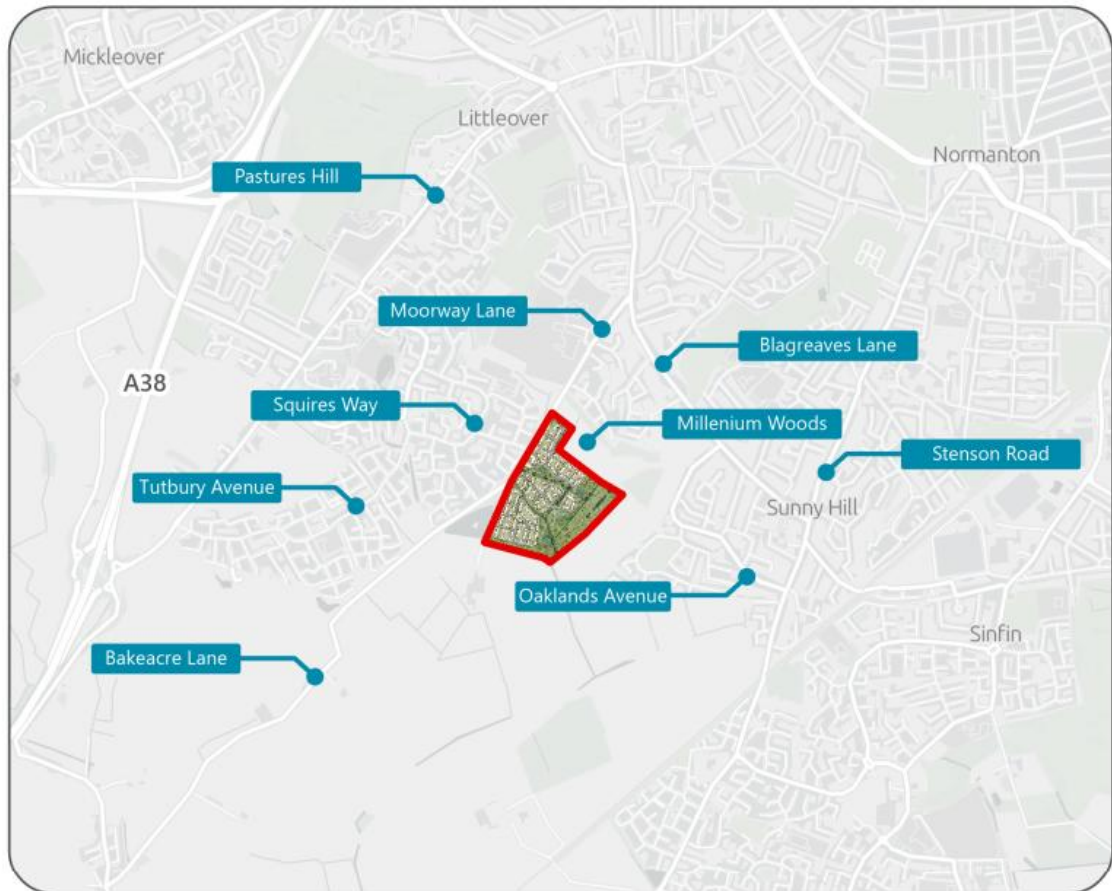 Mickleover
Littleover
Normanton
Pastures Hill
Moorway Lane
Blagreaves Lane
A38
Squires Way
Millenium Woods
Stenson Road
Tutbury Avenue
Sunny Hill
Oaklands Avenue
Sinfin
Bakeacre Lane